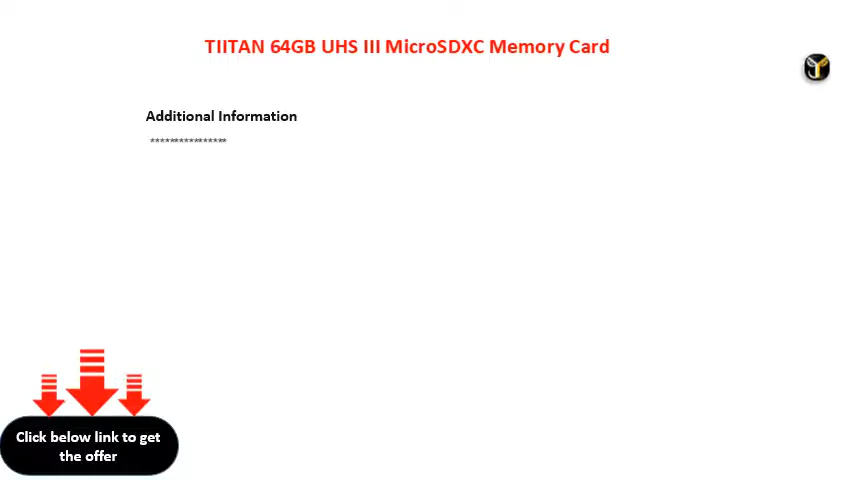 TIITAN 64GB UHS III MicroSDXC Memory Card
Additional Information
****************
Click below link to get
the offer